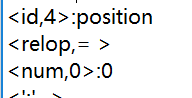 <id,4>:position
<relop,= >
<num,0>:0